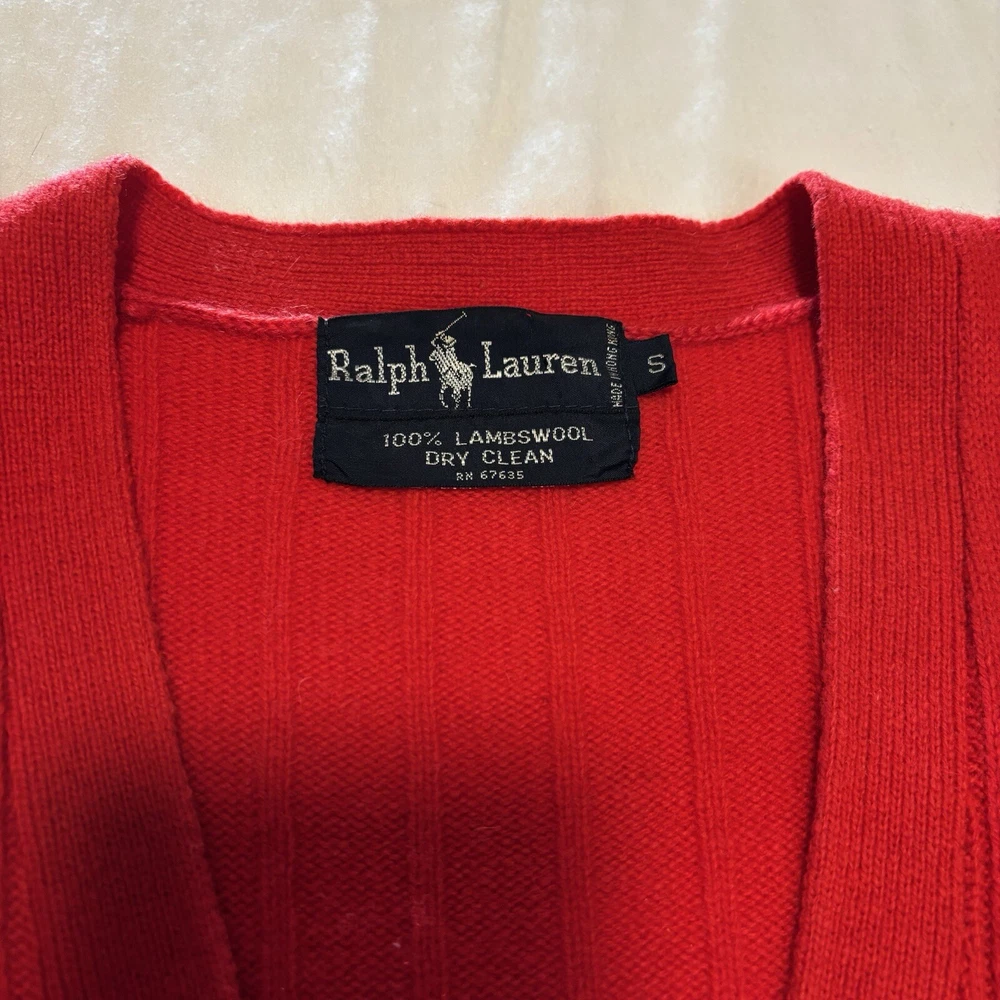 Ralph Lauren
MADE IN HONG KONG
S
100% LAMBSWOOL
DRY CLEAN
RN 67635